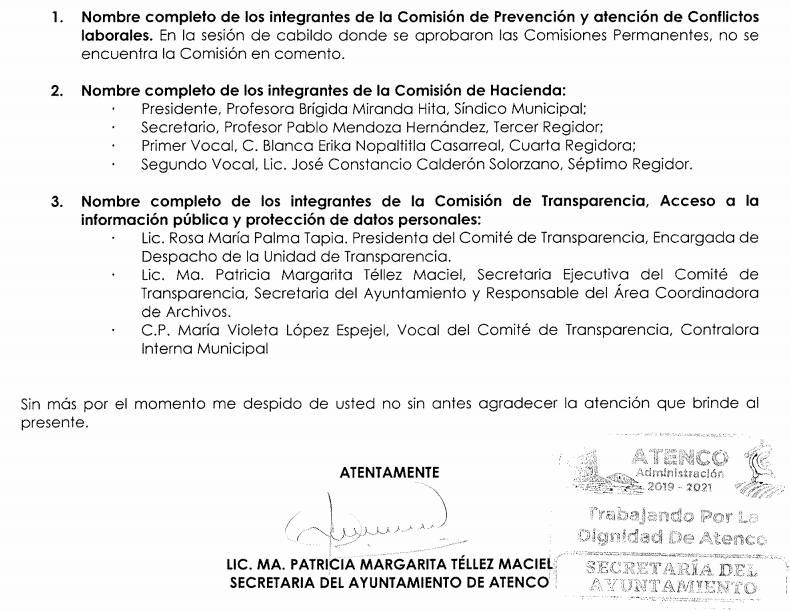 1. Nombre completo de los integrantes de la Comisión de Prevención y atención de Conflictos
laborales. En la sesión de cabildo donde se aprobaron las Comisiones Permanentes, no se
encuentra la Comisión en comento.
2. Nombre completo de los integrantes de la Comisión de Hacienda:
· Presidente, Profesora Brígida Miranda Hita, Síndico Municipal;
· Secretario, Profesor Pablo Mendoza Hernández, Tercer Regidor;
· Primer Vocal, C. Blanca Erika Nopaltitla Casarreal, Cuarta Regidora;
· Segundo Vocal, Lic. José Constancio Calderón Solorzano, Séptimo Regidor.
3. Nombre completo de los integrantes de la Comisión de Transparencia, Acceso a la
información pública y protección de datos personales:
· Lic. Rosa María Palma Tapia. Presidenta del Comité de Transparencia, Encargada de
Despacho de la Unidad de Transparencia.
· Lic. Ma. Patricia Margarita Téllez Maciel, Secretaria Ejecutiva del Comité de
Transparencia, Secretaria del Ayuntamiento y Responsable del Área Coordinadora
de Archivos.
· C.P. María Violeta López Espejel, Vocal del Comité de Transparencia, Contralora
Interna Municipal
Sin más por el momento me despido de usted no sin antes agradecer la atención que brinde al
presente.
ATENTAMENTE
LIC. MA. PATRICIA MARGARITA TÉLLEZ MACIEL
SECRETARIA DEL AYUNTAMIENTO DE ATENCO
ATENCO
Administración
2019 - 2021
Trabajando Por La
Dignidad De Atenco
SECRETARÍA DEL
AYUNTAMIENTO